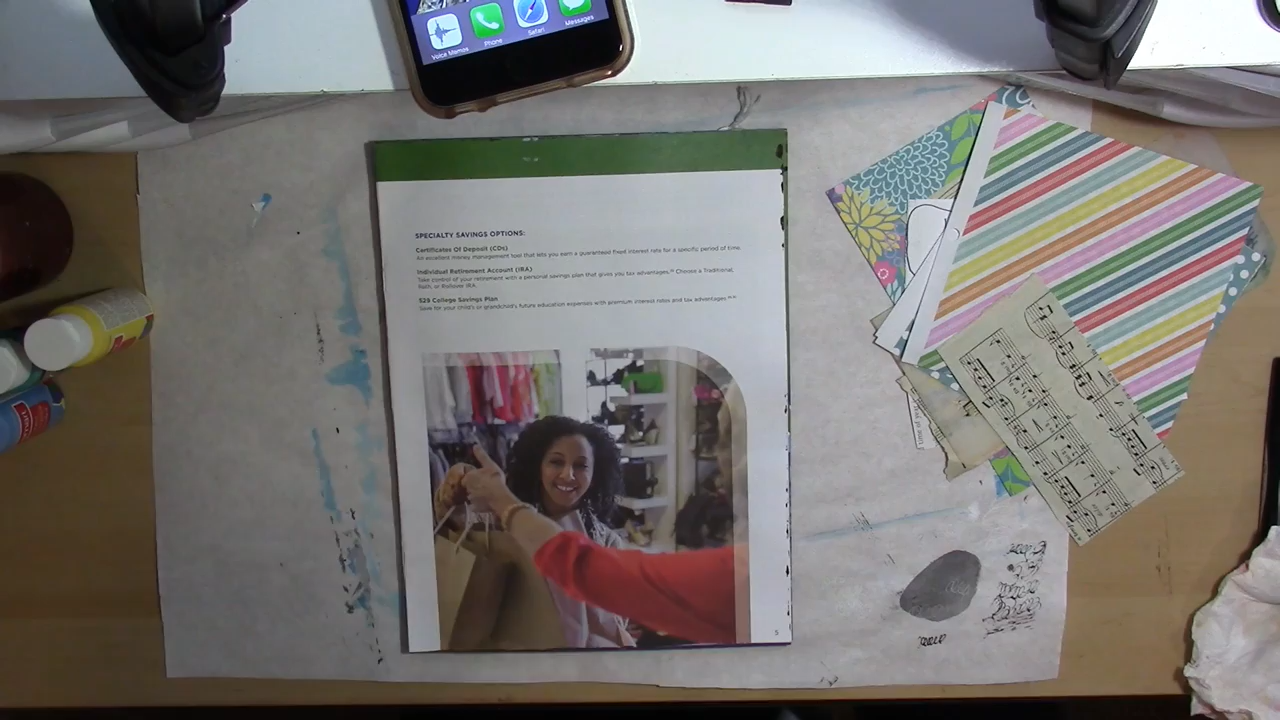 Voice Memos
Phone
Safari
Messages
SPECIALTY SAVINGS OPTIONS:
Certificates Of Deposit (CDs)
An excellent money management tool that lets you earn a guaranteed fixed interest rate for a specific period of time.
Individual Retirement Account (IRA)
Take control of your retirement with a personal savings plan that gives you tax advantages. Choose a Traditional,
Roth, or Rollover IRA.
529 College Savings Plan
Save for your child's or grandchild's future education expenses with premium interest rates and tax advantages.
5